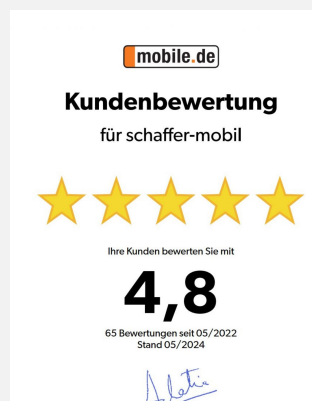 mobile.de
Kundenbewertung
für schaffer-mobil
Ihre Kunden bewerten Sie mit
4,8
65 Bewertungen seit 05/2022
Stand 05/2024